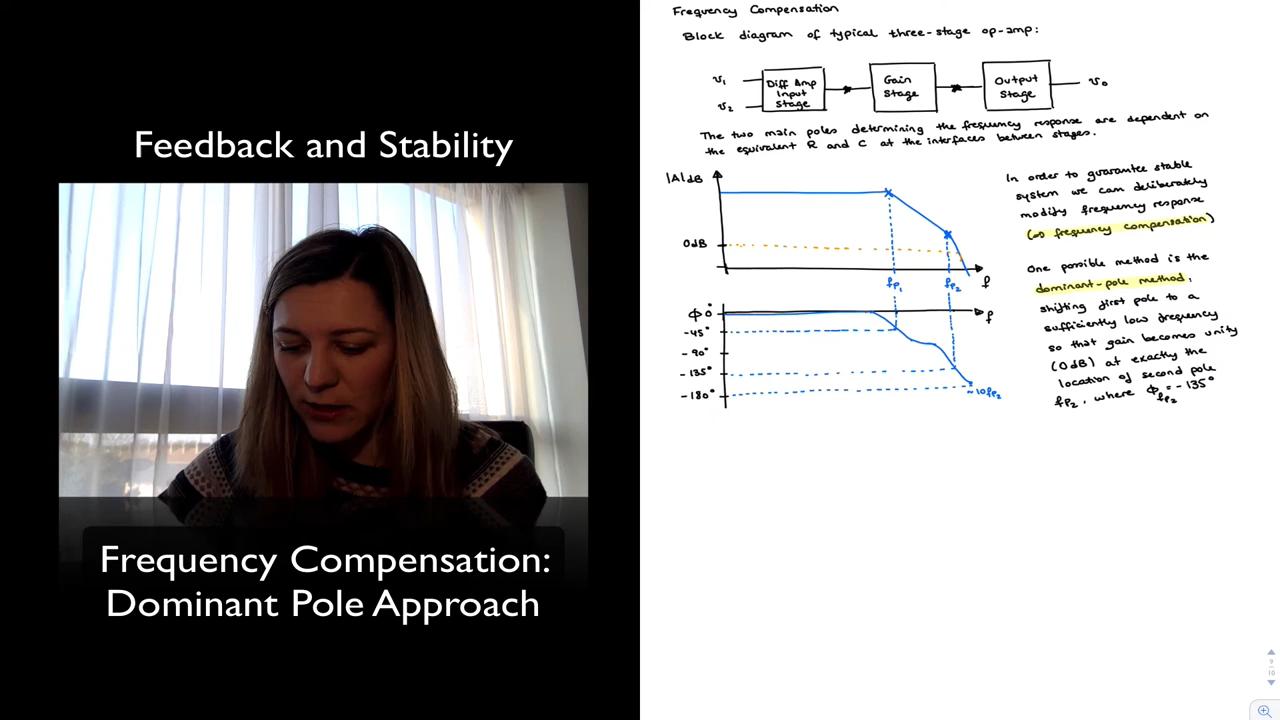 Feedback and Stability
Frequency Compensation:
Dominant Pole Approach
Frequency Compensation
Block diagram of typical three-stage op-amp:
v1
v2
Diff Amp
Input
Stage
Gain
Stage
Output
Stage
vo
The two main poles determining the frequency response are dependent on
the equivalent R and C at the interfaces between stages.
|A|dB
0dB
fP1
fP2
f
Φ 0°
-45°
-90°
-135°
-180°
f
~10fP2
In order to guarantee stable
system we can deliberately
modify frequency response
(⇒ frequency compensation)
One possible method is the
dominant-pole method;
shifting first pole to a
sufficiently low frequency
so that gain becomes unity
(0dB) at exactly the
location of second pole
fP2, where ΦfP2 = -135°
9
10